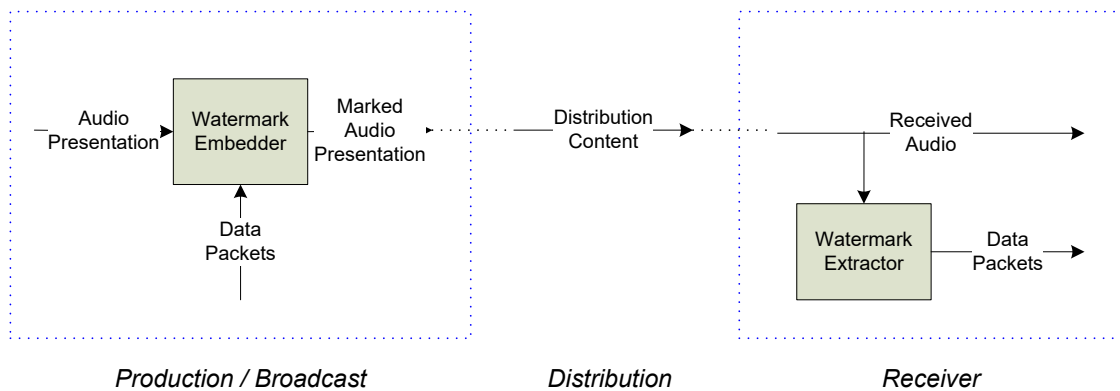 Audio
Presentation
Watermark
Embedder
Marked
Audio
Presentation
Data
Packets
Distribution
Content
Received
Audio
Watermark
Extractor
Data
Packets
Production / Broadcast
Distribution
Receiver